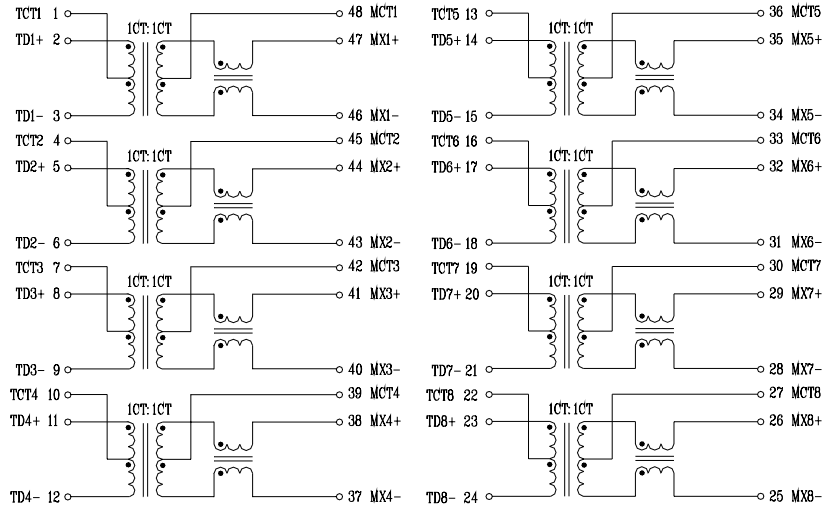 TCT1 1 48 MCT1
1CT:1CT
TD1+ 2 47 MX1+
TD1- 3 46 MX1-
TCT2 4 45 MCT2
1CT:1CT
TD2+ 5 44 MX2+
TD2- 6 43 MX2-
TCT3 7 42 MCT3
1CT:1CT
TD3+ 8 41 MX3+
TD3- 9 40 MX3-
TCT4 10 39 MCT4
1CT:1CT
TD4+ 11 38 MX4+
TD4- 12 37 MX4-
TCT5 13 36 MCT5
1CT:1CT
TD5+ 14 35 MX5+
TD5- 15 34 MX5-
TCT6 16 33 MCT6
1CT:1CT
TD6+ 17 32 MX6+
TD6- 18 31 MX6-
TCT7 19 30 MCT7
1CT:1CT
TD7+ 20 29 MX7+
TD7- 21 28 MX7-
TCT8 22 27 MCT8
1CT:1CT
TD8+ 23 26 MX8+
TD8- 24 25 MX8-